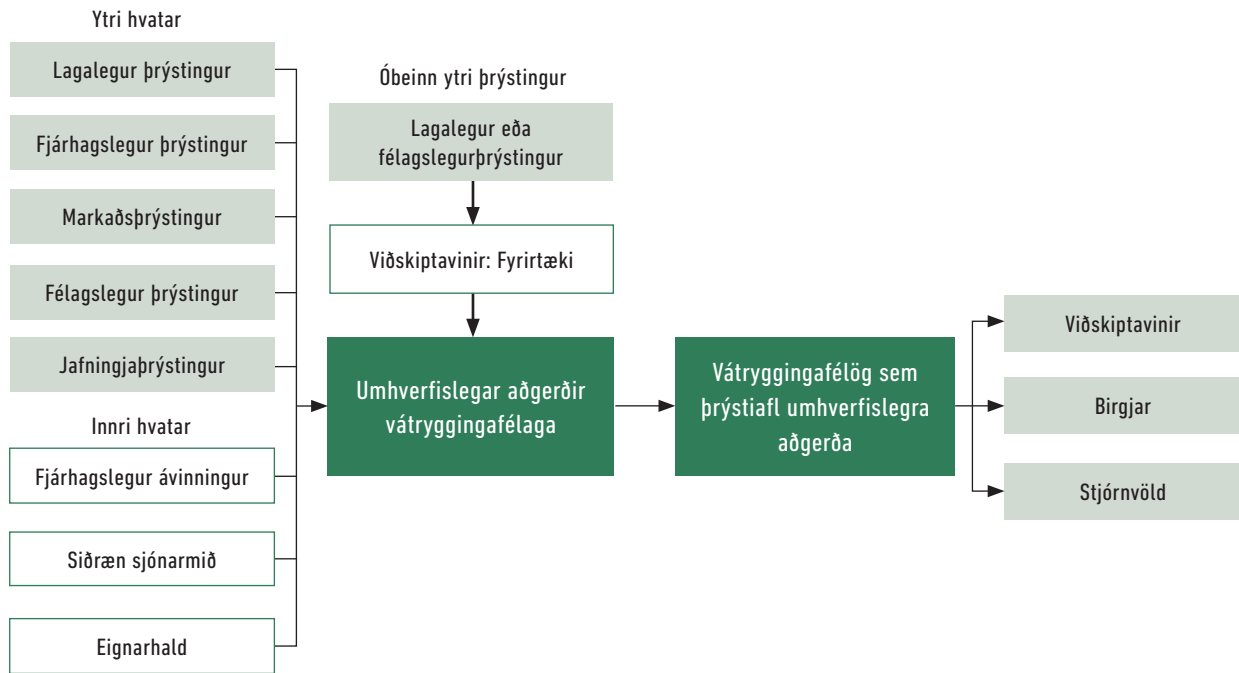 Ytri hvatar
Lagalegur þrýstingur
Fjárhagslegur þrýstingur
Markaðsþrýstingur
Félagslegur þrýstingur
Jafningjaþrýstingur
Innri hvatar
Fjárhagslegur ávinningur
Siðræn sjónarmið
Eignarhald
Óbeinn ytri þrýstingur
Lagalegur eða
félagslegurþrýstingur
Viðskiptavinir: Fyrirtæki
Umhverfislegar aðgerðir
vátryggingafélaga
Vátryggingafélög sem
þrýstiafl umhverfislegra
aðgerða
Viðskiptavinir
Birgjar
Stjórnvöld